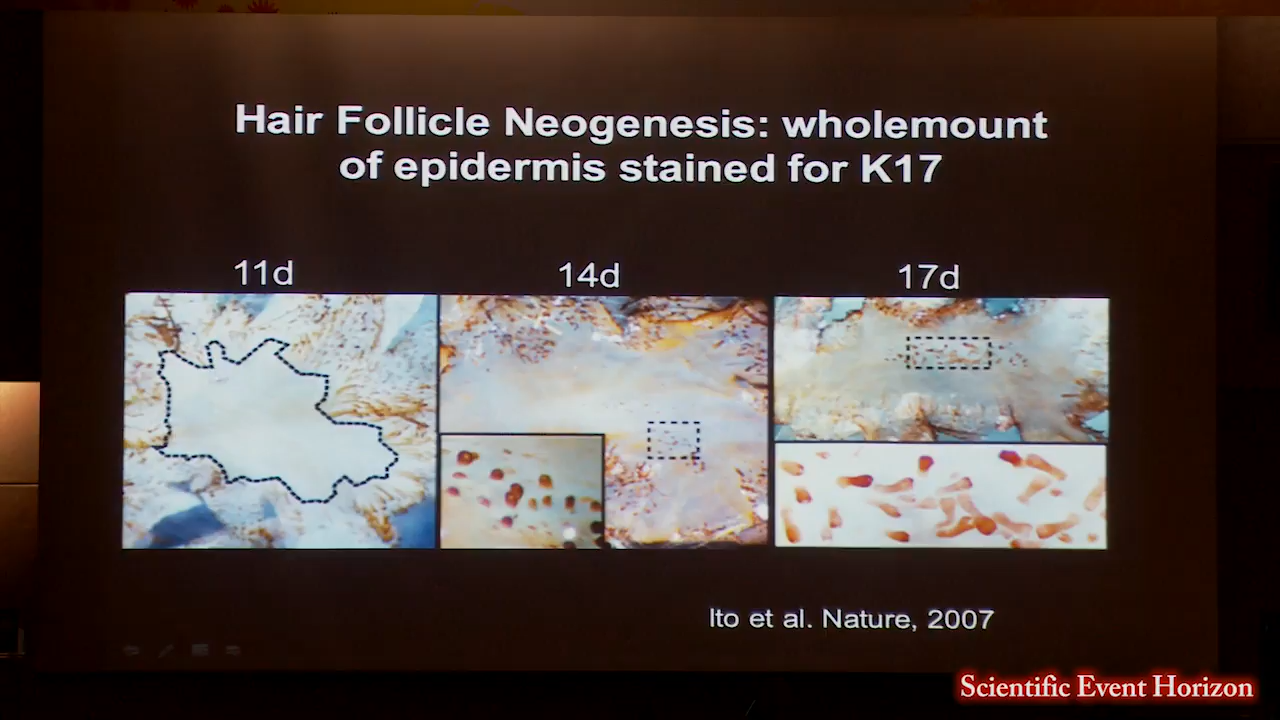 Hair Follicle Neogenesis: wholemount
of epidermis stained for K17
11d
14d
17d
Ito et al. Nature, 2007
Scientific Event Horizon